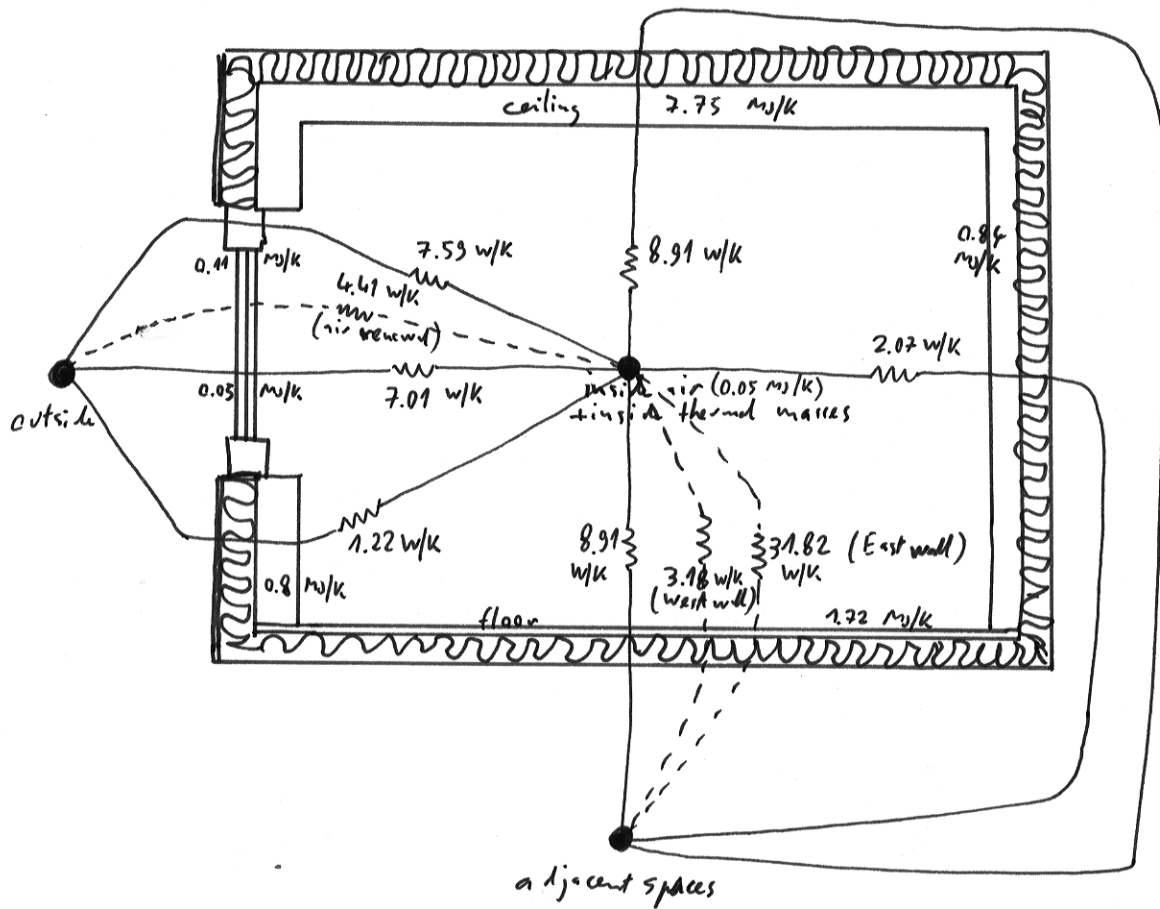 ceiling 7.75 MJ/K
7.59 W/K
8.91 W/K
0.84
MJ/K
0.11 MJ/K
4.41 W/K
(air renewal)
2.07 W/K
outside
0.05 MJ/K
7.01 W/K
inside air (0.05 MJ/K)
+inside thermal masses
1.22 W/K
8.91
W/K
3.18 W/K
(West wall)
31.82 (East wall)
W/K
0.8 MJ/K
floor
1.72 MJ/K
adjacent spaces